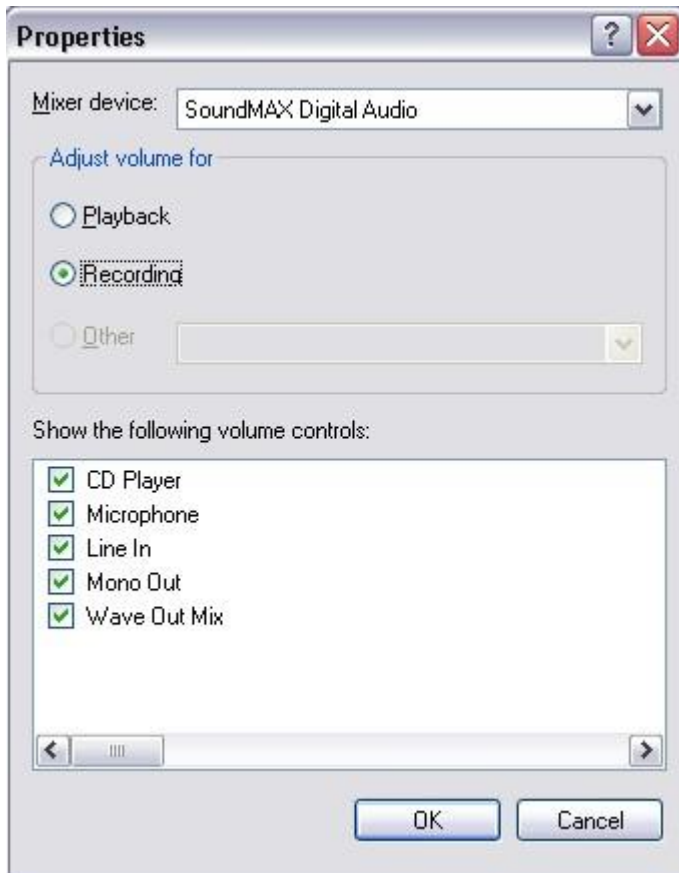 Properties
Mixer device: SoundMAX Digital Audio
Adjust volume for
Playback
Recording
Other
Show the following volume controls:
CD Player
Microphone
Line In
Mono Out
Wave Out Mix
OK Cancel